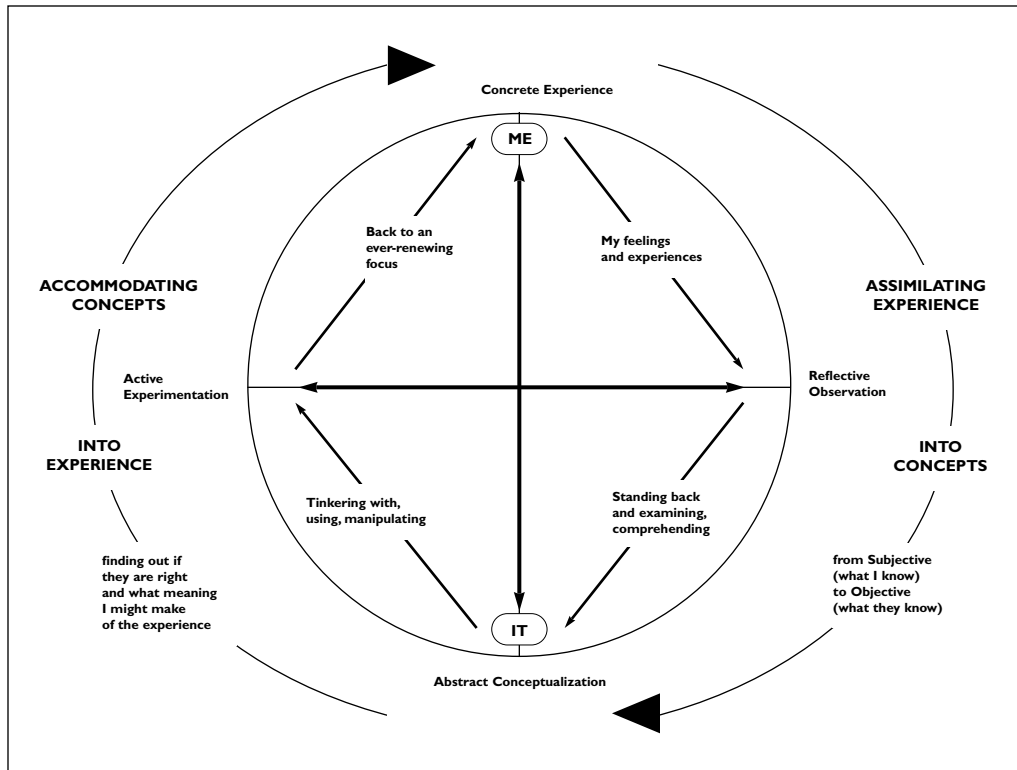 Concrete Experience
ME
Back to an
ever-renewing
focus
My feelings
and experiences
ACCOMMODATING
CONCEPTS
ASSIMILATING
EXPERIENCE
Active
Experimentation
Reflective
Observation
INTO
EXPERIENCE
INTO
CONCEPTS
Tinkering with,
using, manipulating
Standing back
and examining,
comprehending
finding out if
they are right
and what meaning
I might make
of the experience
from Subjective
(what I know)
to Objective
(what they know)
IT
Abstract Conceptualization